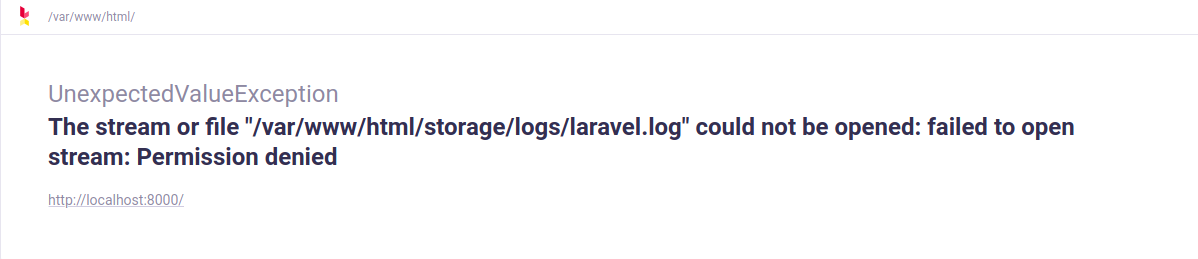 /var/www/html/
UnexpectedValueException
The stream or file "/var/www/html/storage/logs/laravel.log" could not be opened: failed to open
stream: Permission denied
http://localhost:8000/